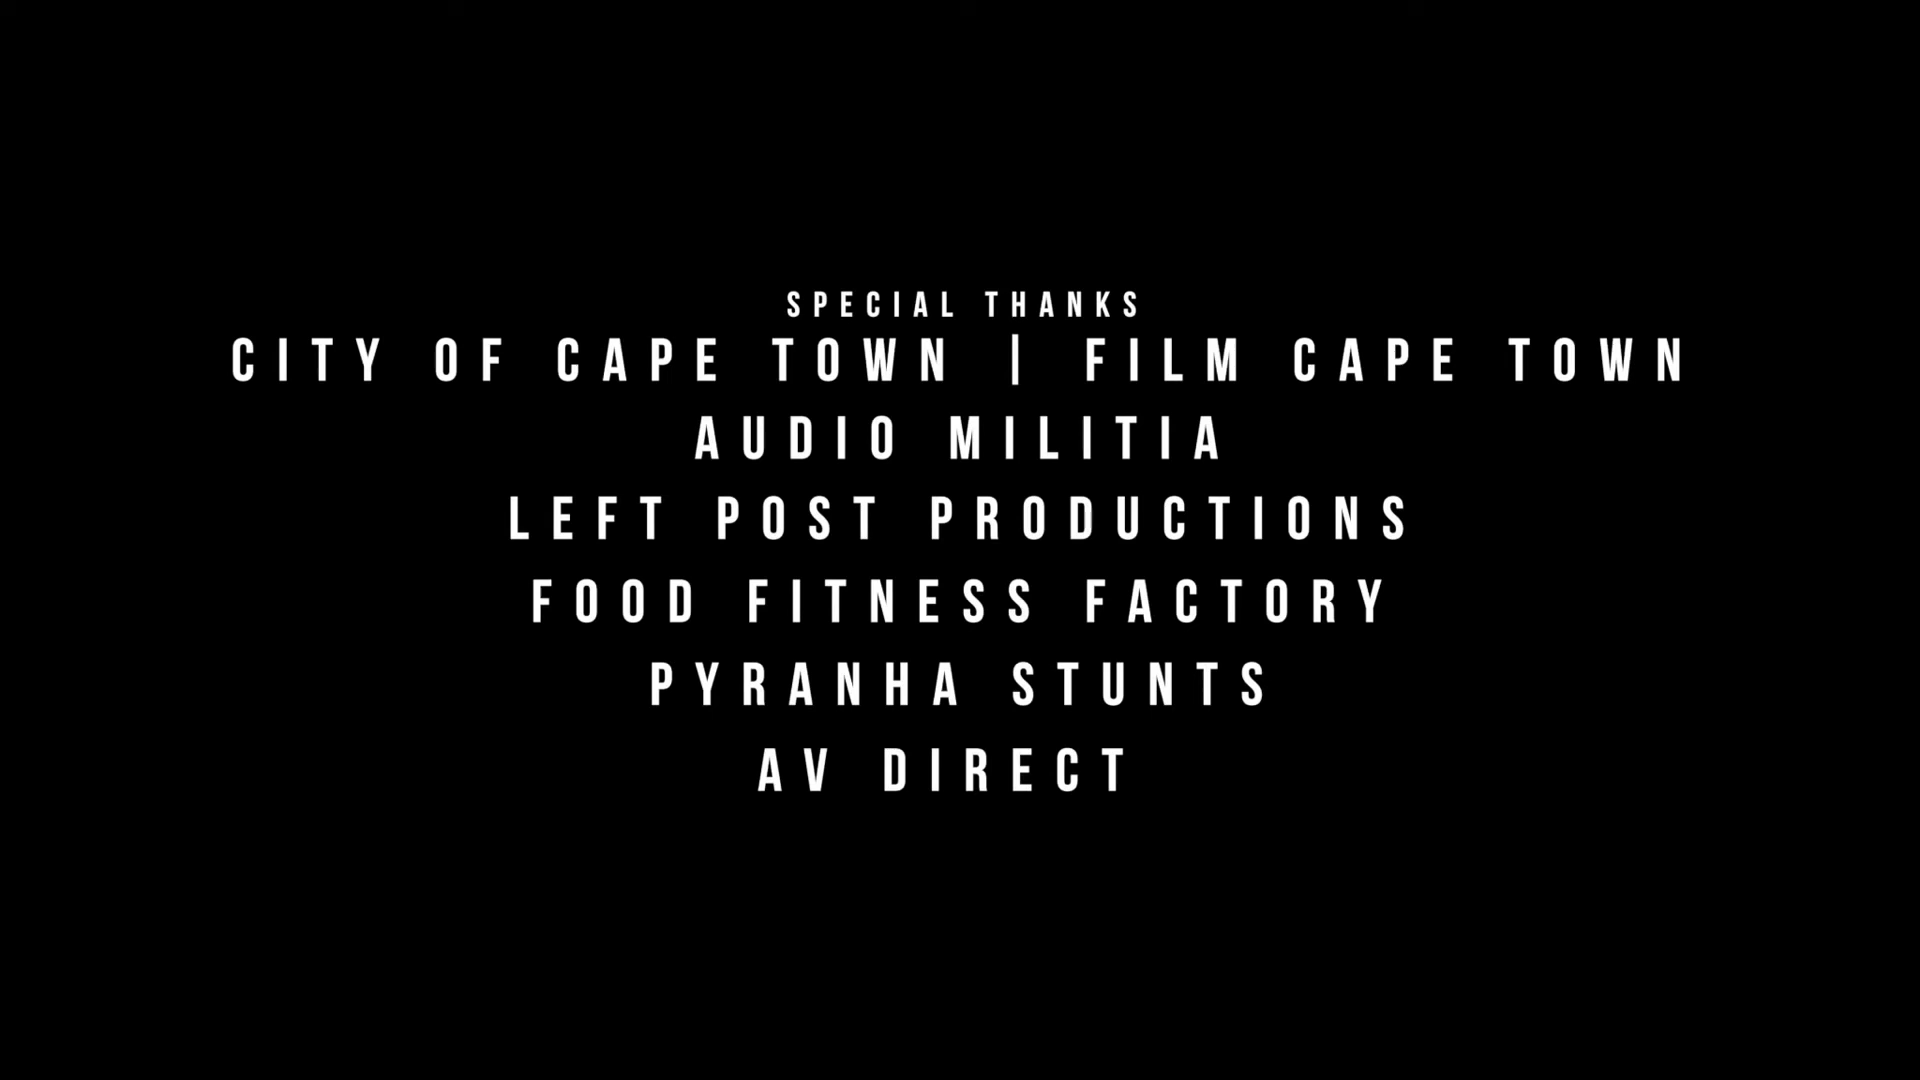 SPECIAL THANKS
CITY OF CAPE TOWN | FILM CAPE TOWN
AUDIO MILITIA
LEFT POST PRODUCTIONS
FOOD FITNESS FACTORY
PYRANHA STUNTS
AV DIRECT